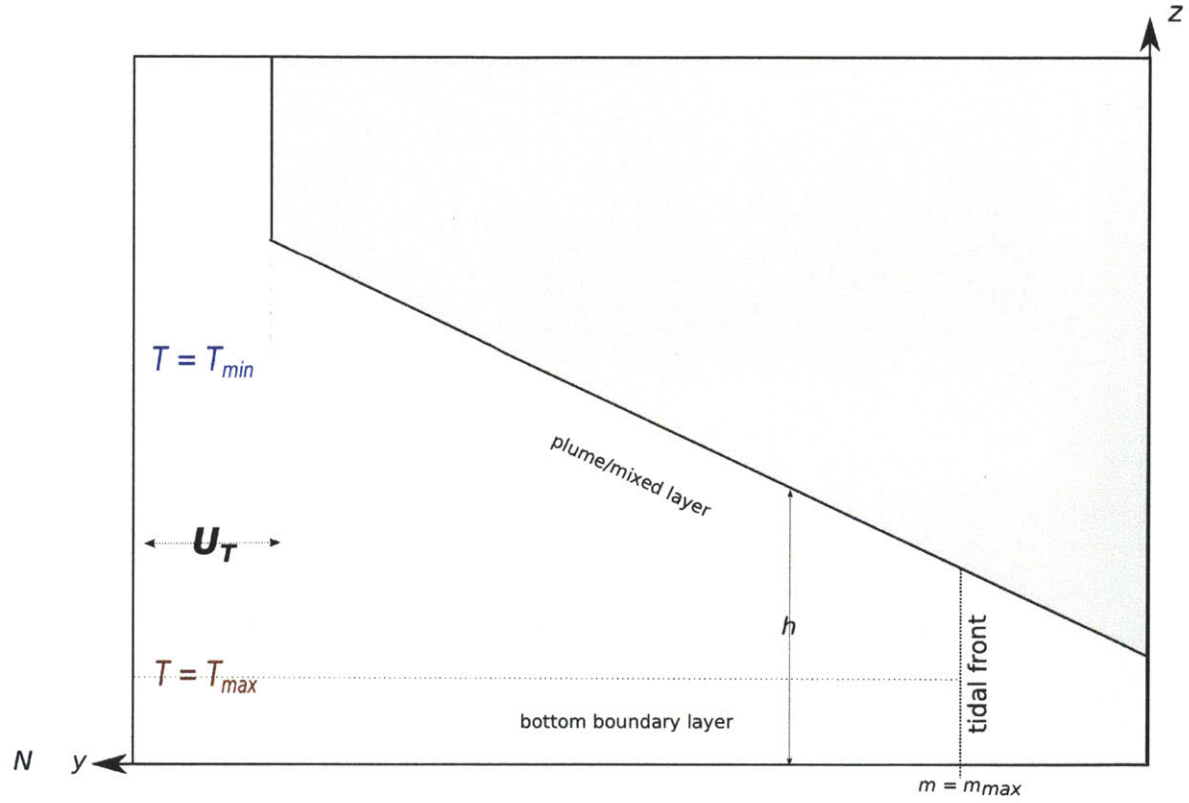 z
T = Tmin
plume/mixed layer
UT
h
T = Tmax
tidal front
bottom boundary layer
N y
m = mmax